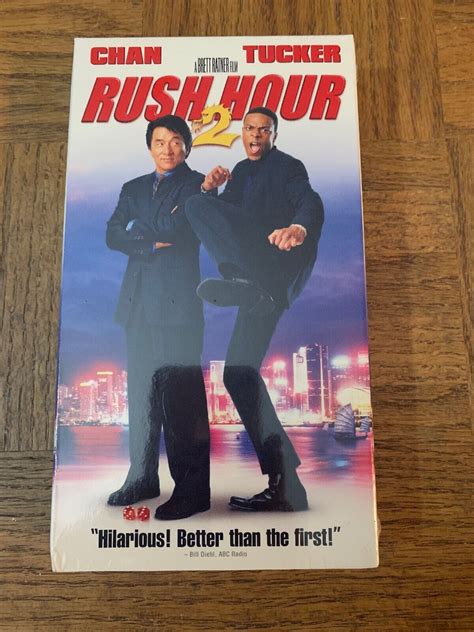 CHAN TUCKER
A BRETT RATNER FILM
RUSH HOUR
2
"Hilarious! Better than the first!"
– Bill Diehl, ABC Radio